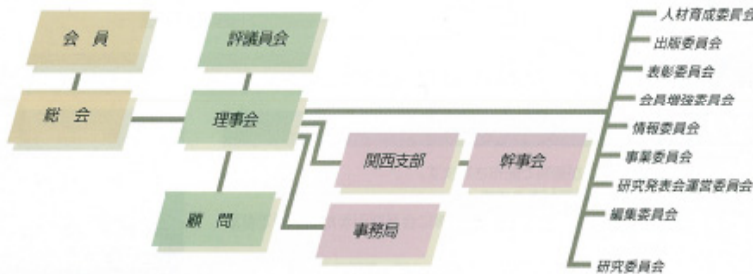 会員
評議員会
総会
理事会
関西支部
幹事会
顧問
事務局
人材育成委員会
出版委員会
表彰委員会
会員増強委員会
情報委員会
事業委員会
研究発表会運営委員会
編集委員会
研究委員会